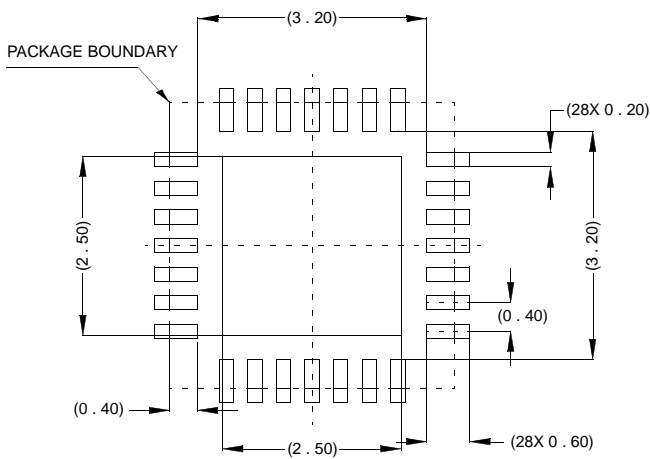 (3 . 20)
PACKAGE BOUNDARY
(28X 0 . 20)
(2 . 50)
(3 . 20)
(0 . 40)
(0 . 40)
(2 . 50)
(28X 0 . 60)